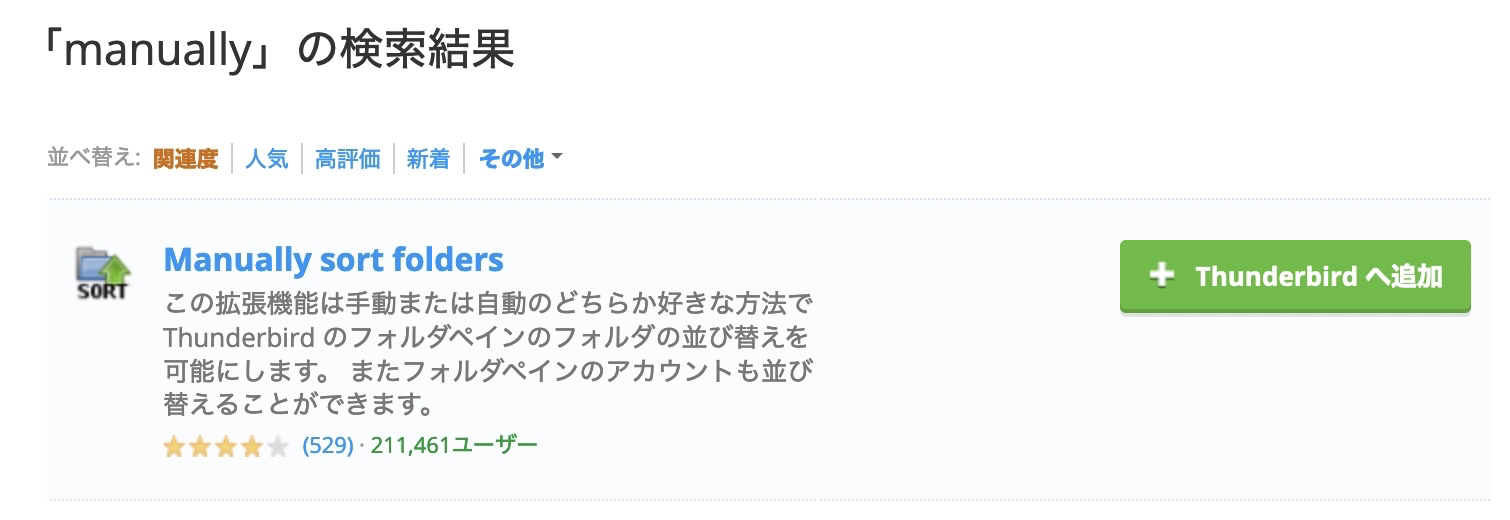 「manually」の検索結果
並べ替え: 関連度 人気 高評価 新着 その他
SORT
Manually sort folders
この拡張機能は手動または自動のどちらか好きな方法で
Thunderbird のフォルダペインのフォルダの並び替えを
可能にします。 またフォルダペインのアカウントも並び
替えることができます。
(529) · 211,461ユーザー
Thunderbird へ追加